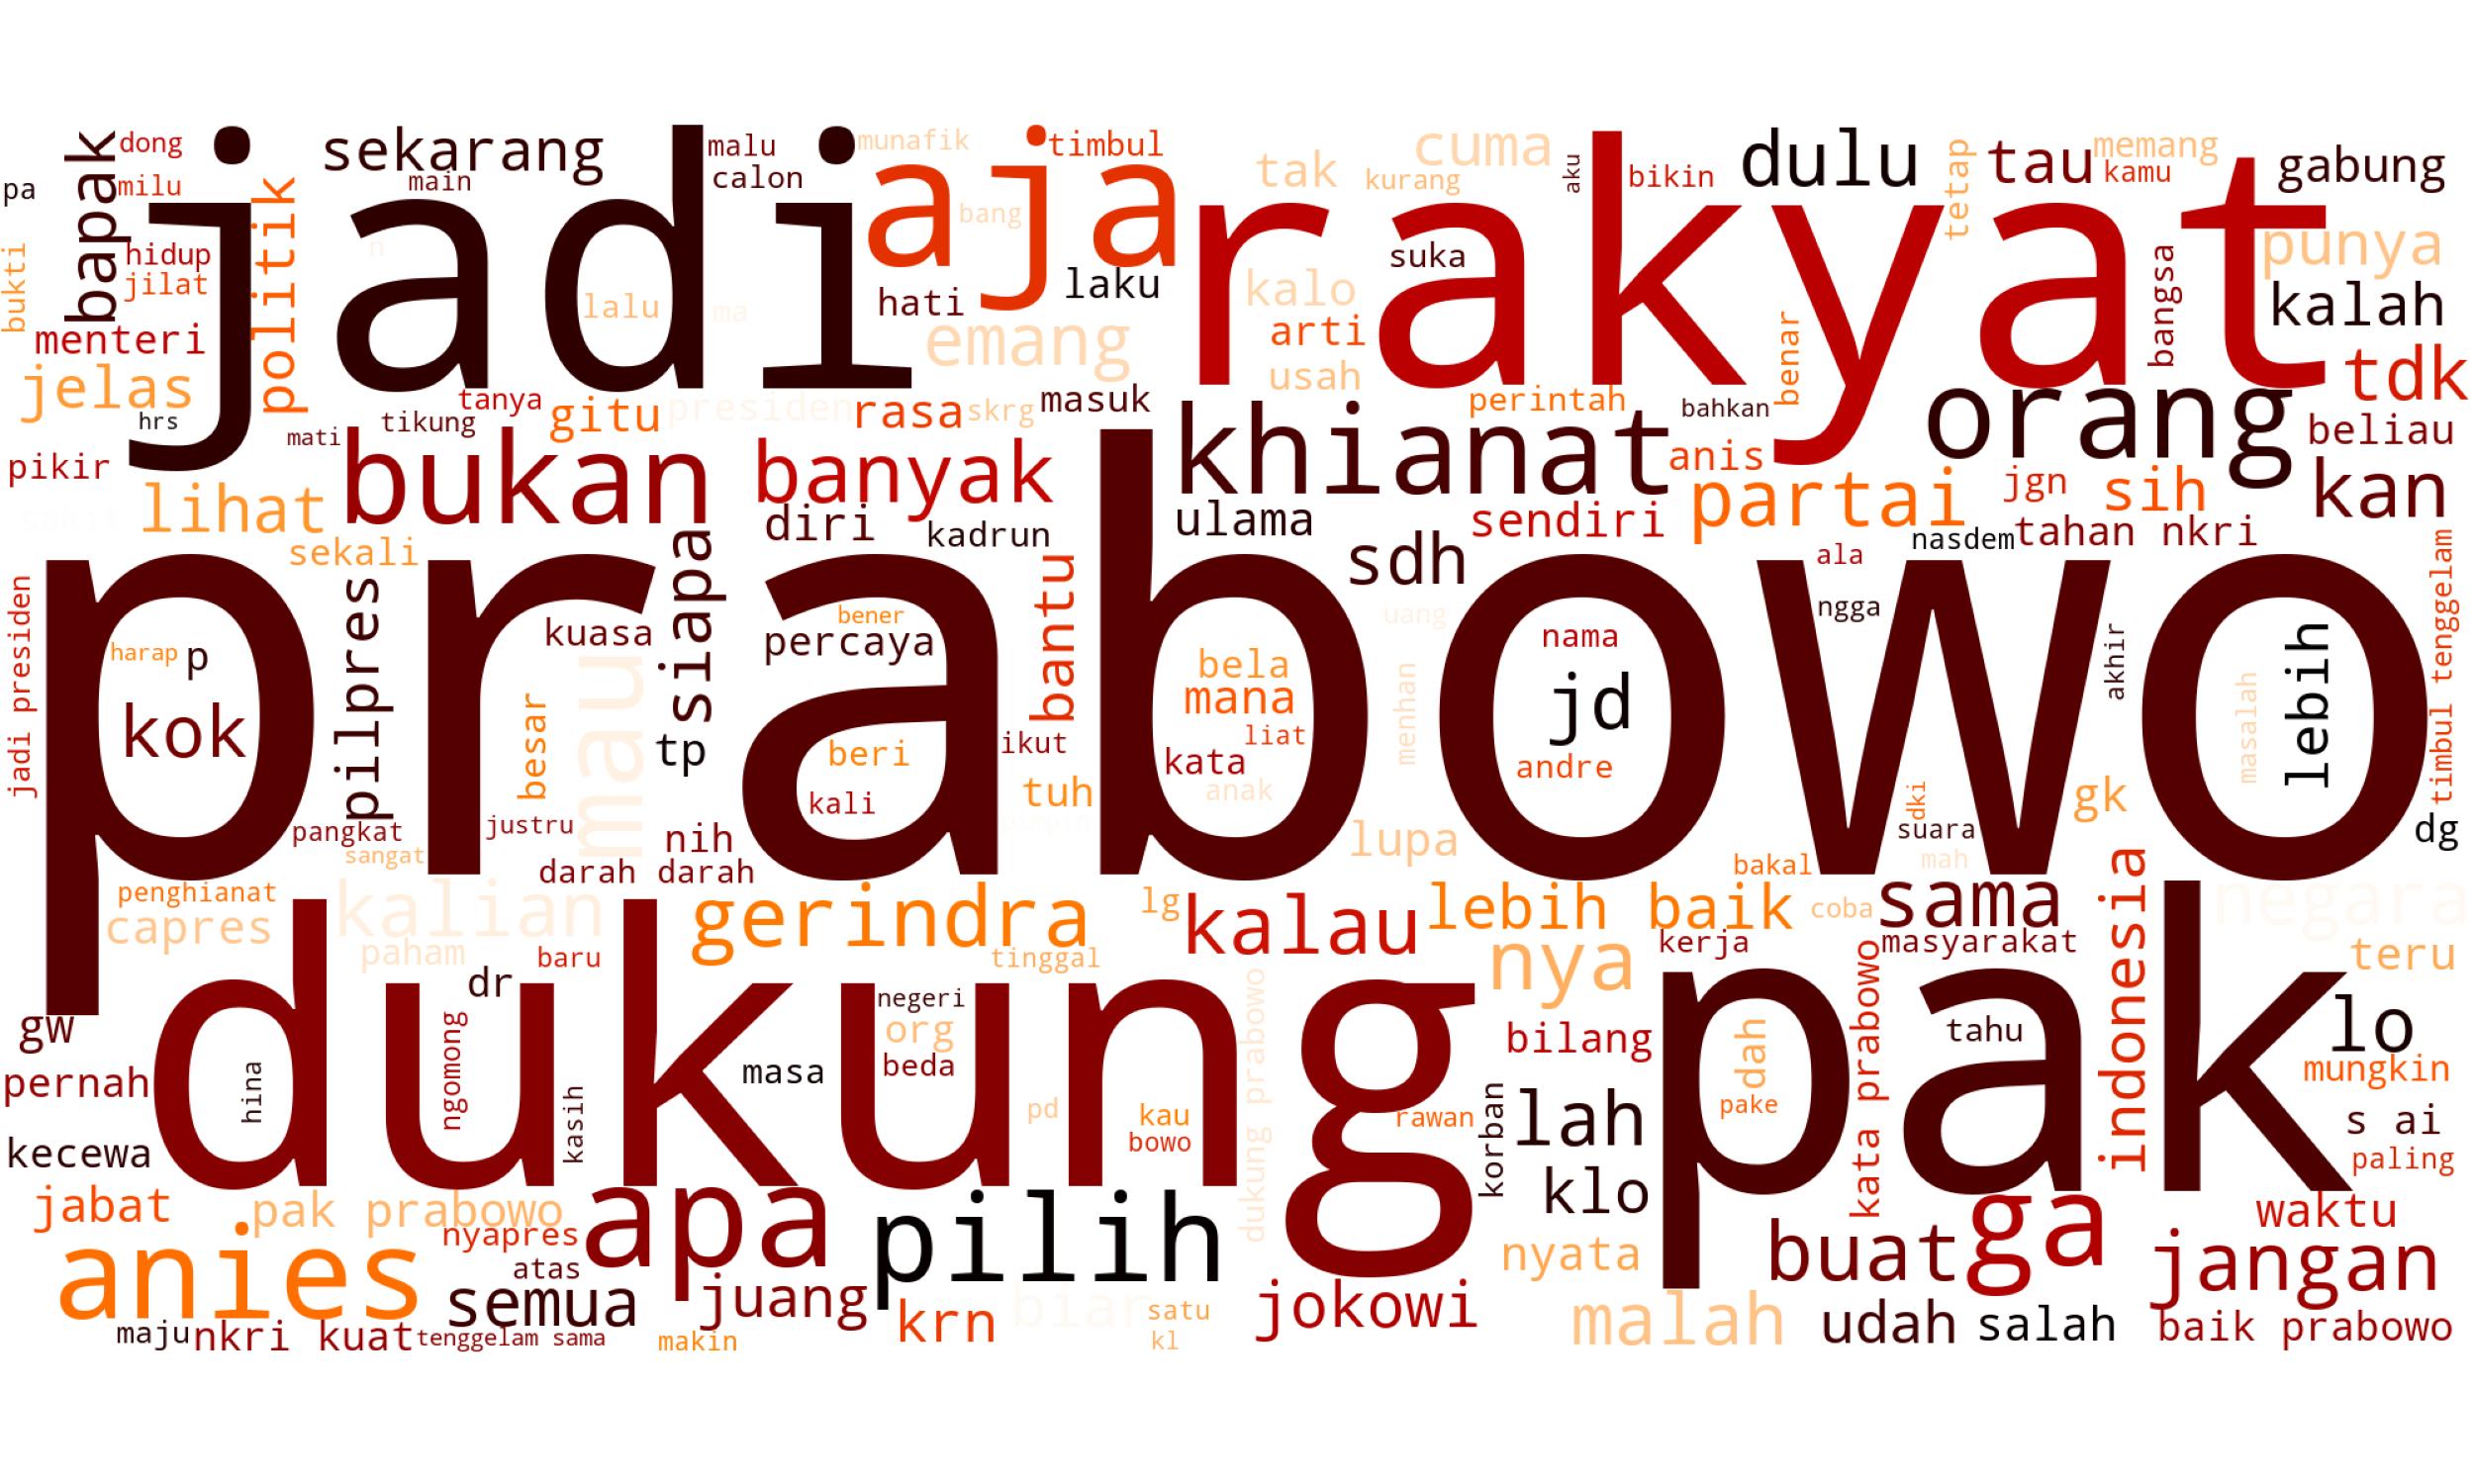 dong
sekarang
malu
munafik
timbul
cuma
dulu
tetap
tau
memang
gabung
bapak
pa
milu
main
calon
jadi
aja
tak
kurang
aku
bikin
kamu
rakyat
politik
bang
suka
bangsa
punya
bukti
hidup
jilat
n
lalu
ma
hati
laku
kalo
arti
benar
kalah
menteri
emang
usah
tdk
jelas
hrs
tanya
gitu
presiden
rasa
skrg
masuk
perintah
bahkan
orang
beliau
mati
tikung
khianat
anis
pikir
bukan
banyak
partai
jgn
sih
kan
lihat
diri
kadrun
ulama
sendiri
nasdem
tahan nkri
sekali
siapa
bantu
sdh
ala
timbul tenggelam
jadi presiden
prabowo
pilpres
kuasa
bener
percaya
uang
nama
ngga
akhir
lebih
harap
p
kok
mau
bela
mana
menhan
jd
masalah
besar
tp
beri
ikut
liat
kata
andre
kali
tuh
anak
dki
gk
pangkat
justru
nih
lupa
suara
dg
sangat
darah darah
bakal
mah
penghianat
capres
kalian
gerindra
lg
kalau
lebih baik
coba
sama
indonesia
negara
paham
baru
tinggal
nya
kerja
masyarakat
teru
dukung
dr
negeri
dukung prabowo
pak
kata prabowo
gw
ngomong
org
bilang
dah
tahu
lo
pernah
hina
masa
beda
mungkin
kasih
pd
kau
rawan
korban
lah
pake
s ai
kecewa
bowo
paling
jabat
pak prabowo
apa
pilih
klo
ga
waktu
nyapres
anies
atas
nyata
buat
jangan
semua
juang
krn
biar
satu
jokowi
malah
udah
salah
baik prabowo
maju
nkri kuat
tenggelam sama
makin
kl